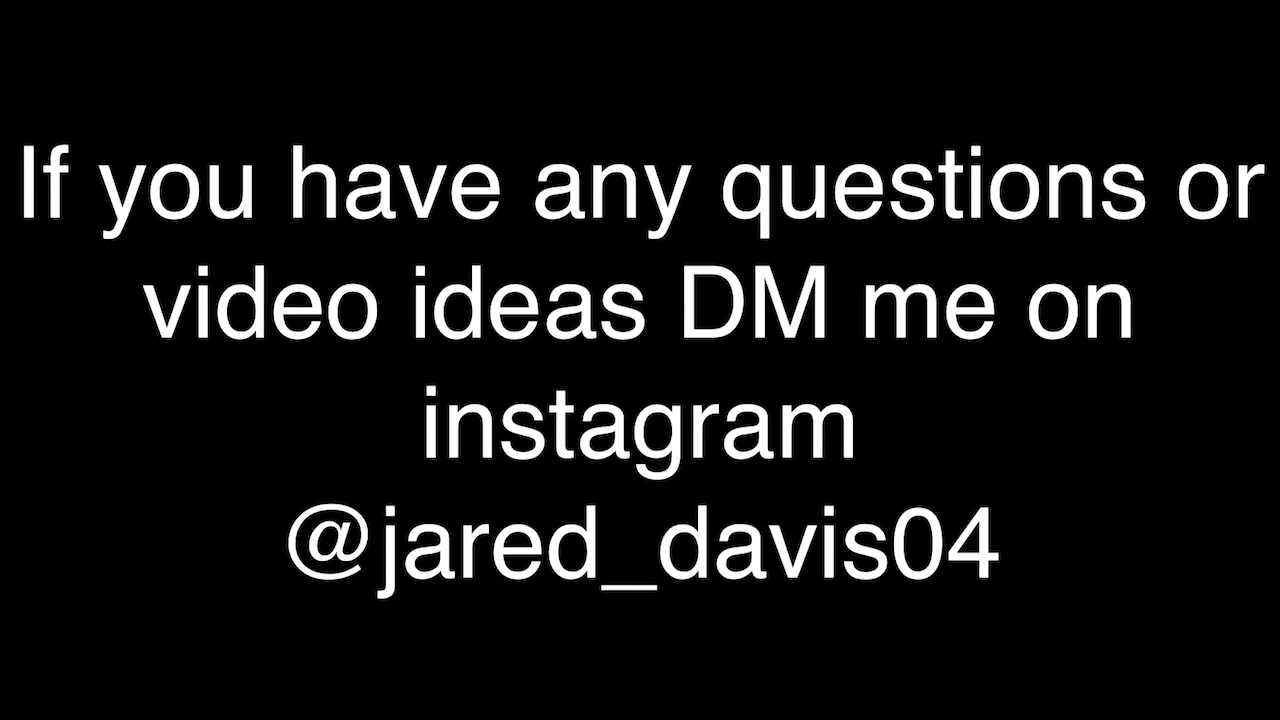 If you have any questions or
video ideas DM me on
instagram
@jared_davis04